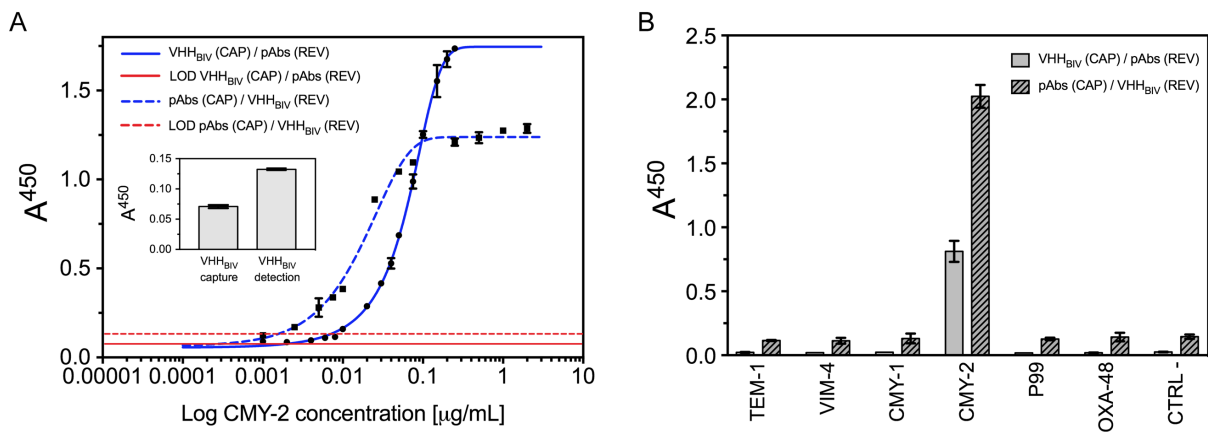 A
VHHBIV (CAP) / pAbs (REV)
LOD VHHBIV (CAP) / pAbs (REV)
pAbs (CAP) / VHHBIV (REV)
LOD pAbs (CAP) / VHHBIV (REV)
A450
1.75
1.0
0.5
0.0
0.00001 0.0001 0.001 0.01 0.1 1 10
Log CMY-2 concentration [µg/mL]
A450
0.15
0.10
0.05
0.00
VHHBIV
capture
VHHBIV
detection
B
VHHBIV (CAP) / pAbs (REV)
pAbs (CAP) / VHHBIV (REV)
A450
2.5
2.0
1.5
1.0
0.5
0.0
TEM-1
VIM-4
CMY-1
CMY-2
P99
OXA-48
CTRL -